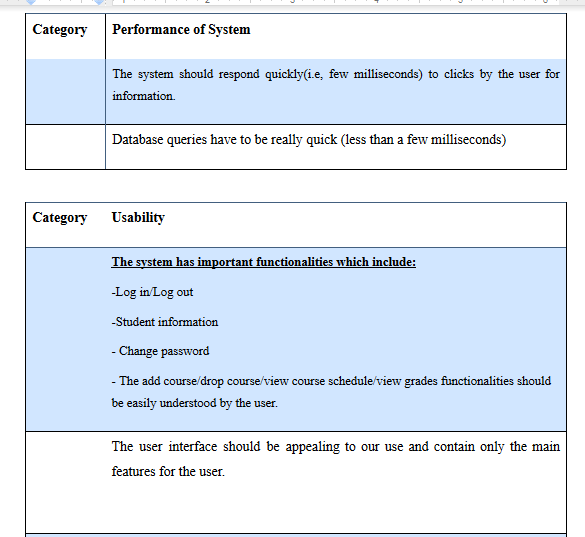 Category Performance of System
The system should respond quickly(i.e, few milliseconds) to clicks by the user for
information.
Database queries have to be really quick (less than a few milliseconds)
Category Usability
The system has important functionalities which include:
-Log in/Log out
-Student information
- Change password
- The add course/drop course/view course schedule/view grades functionalities should
be easily understood by the user.
The user interface should be appealing to our use and contain only the main
features for the user.